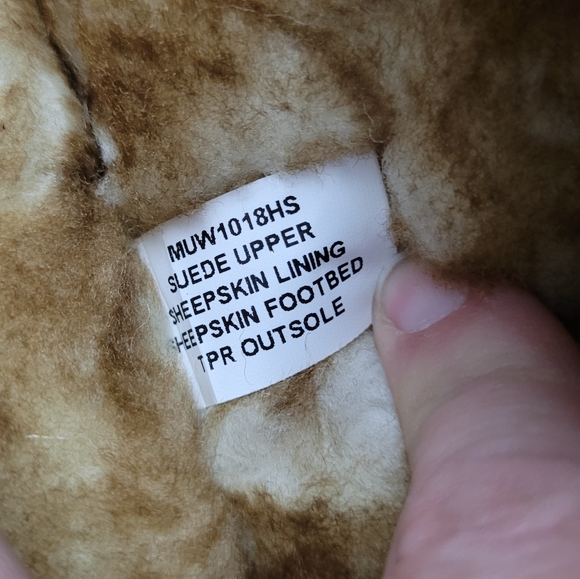 MUW1018HS
SUEDE UPPER
SHEEPSKIN LINING
SHEEPSKIN FOOTBED
TPR OUTSOLE